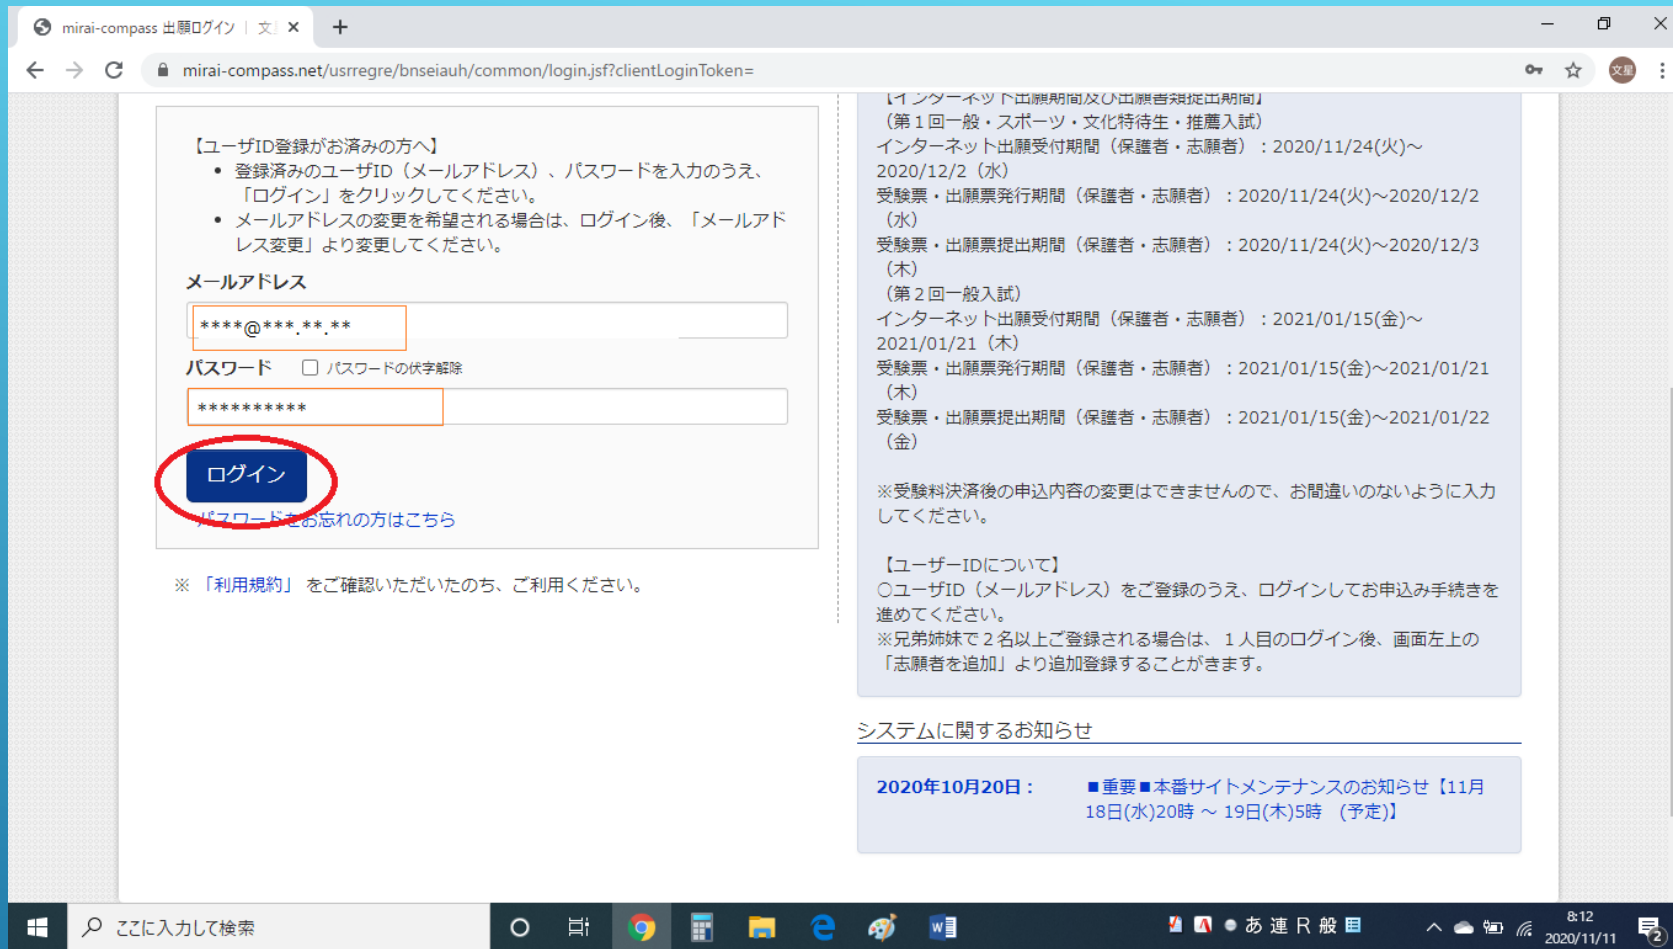 mirai-compass 出願ログイン | 文
mirai-compass.net/usrregre/bnseiauh/common/login.jsf?clientLoginToken=
文星
【ユーザID登録がお済みの方へ】
• 登録済みのユーザID（メールアドレス）、パスワードを入力のうえ、
「ログイン」をクリックしてください。
• メールアドレスの変更を希望される場合は、ログイン後、「メールアド
レス変更」より変更してください。
メールアドレス
****@***.**.**
パスワード パスワードの伏字解除
**********
ログイン
パスワードをお忘れの方はこちら
※ 「利用規約」 をご確認いただいたのち、ご利用ください。
【インターネット出願期間及び出願書類提出期間】
（第１回一般・スポーツ・文化特待生・推薦入試）
インターネット出願受付期間（保護者・志願者）：2020/11/24(火)～
2020/12/2（水）
受験票・出願票発行期間（保護者・志願者）：2020/11/24(火)～2020/12/2
（水）
受験票・出願票提出期間（保護者・志願者）：2020/11/24(火)～2020/12/3
（木）
（第２回一般入試）
インターネット出願受付期間（保護者・志願者）：2021/01/15(金)～
2021/01/21（木）
受験票・出願票発行期間（保護者・志願者）：2021/01/15(金)～2021/01/21
（木）
受験票・出願票提出期間（保護者・志願者）：2021/01/15(金)～2021/01/22
（金）
※受験料決済後の申込内容の変更はできませんので、お間違いのないように入力
してください。
【ユーザーIDについて】
○ユーザID（メールアドレス）をご登録のうえ、ログインしてお申込み手続きを
進めてください。
※兄弟姉妹で２名以上ご登録される場合は、１人目のログイン後、画面左上の
「志願者を追加」より追加登録することがきます。
システムに関するお知らせ
2020年10月20日： ■重要■本番サイトメンテナンスのお知らせ【11月
18日(水)20時 ～ 19日(木)5時　(予定)】
ここに入力して検索
あ 連 R 般
8:12
2020/11/11
2